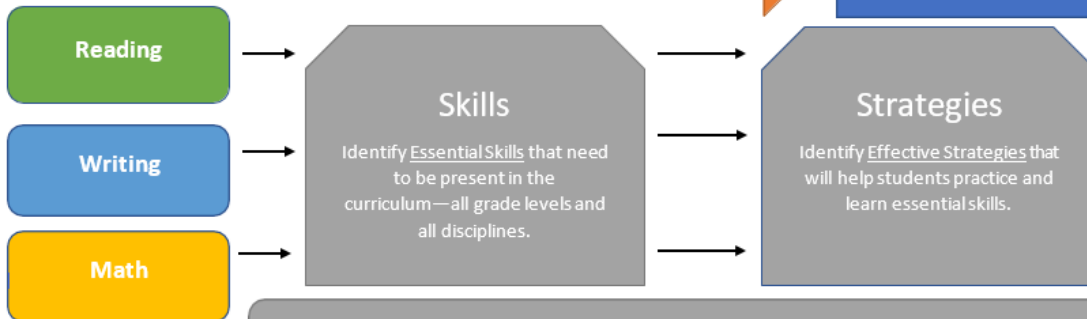 Reading
Writing
Math
Skills
Identify Essential Skills that need
to be present in the
curriculum—all grade levels and
all disciplines.
Strategies
Identify Effective Strategies that
will help students practice and
learn essential skills.